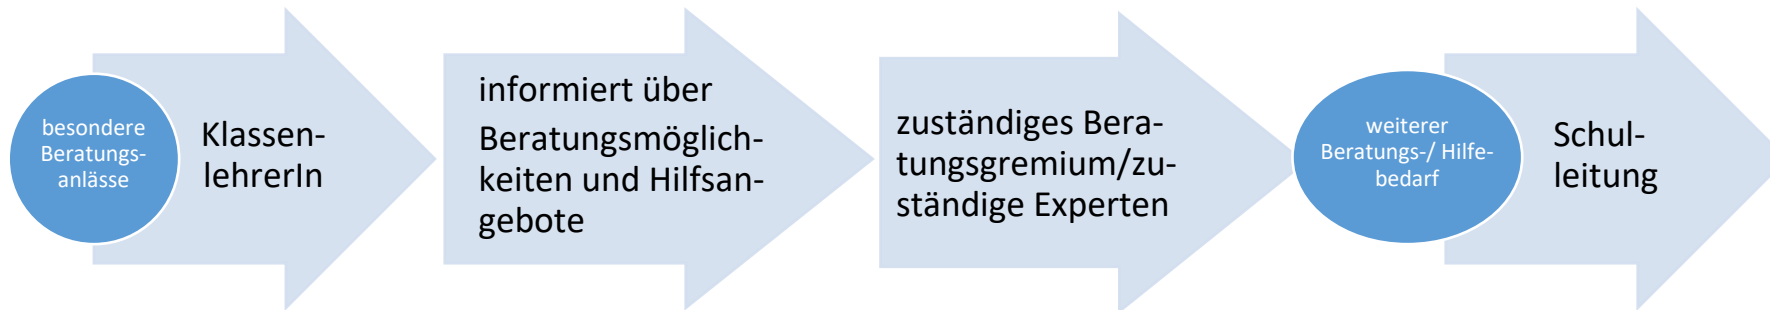 besondere
Beratungs-
anlässe
Klassen-
lehrerIn
informiert über
Beratungsmöglich-
keiten und Hilfsan-
gebote
zuständiges Bera-
tungsgremium/zu-
ständige Experten
weiterer
Beratungs-/ Hilfe-
bedarf
Schul-
leitung